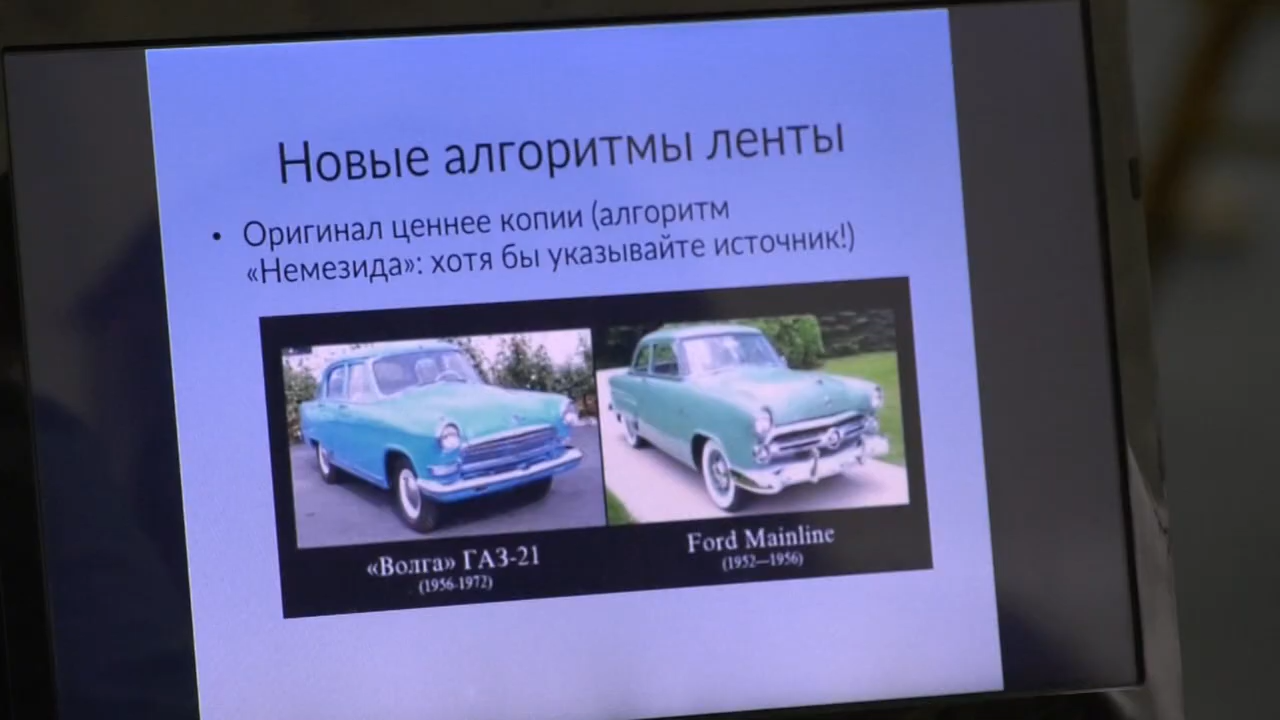 Новые алгоритмы ленты
• Оригинал ценнее копии (алгоритм
«Немезида»: хотя бы указывайте источник!)
«Волга» ГАЗ-21
(1956-1972)
Ford Mainline
(1952—1956)